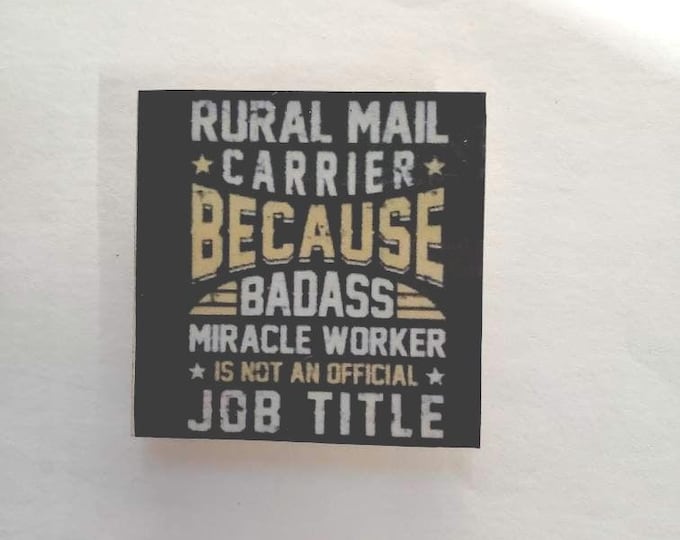 RURAL MAIL
CARRIER
BECAUSE
BADASS
MIRACLE WORKER
IS NOT AN OFFICIAL
JOB TITLE